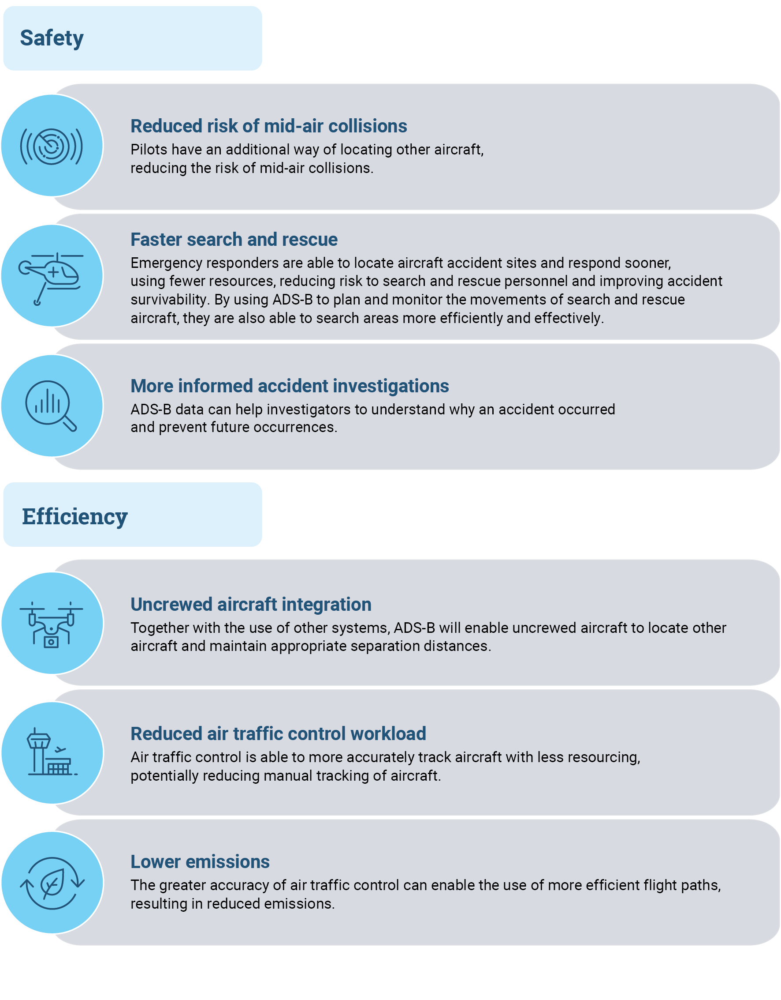 Safety
Reduced risk of mid-air collisions
Pilots have an additional way of locating other aircraft,
reducing the risk of mid-air collisions.
Faster search and rescue
Emergency responders are able to locate aircraft accident sites and respond sooner,
using fewer resources, reducing risk to search and rescue personnel and improving accident
survivability. By using ADS-B to plan and monitor the movements of search and rescue
aircraft, they are also able to search areas more efficiently and effectively.
More informed accident investigations
ADS-B data can help investigators to understand why an accident occurred
and prevent future occurrences.
Efficiency
Uncrewed aircraft integration
Together with the use of other systems, ADS-B will enable uncrewed aircraft to locate other
aircraft and maintain appropriate separation distances.
Reduced air traffic control workload
Air traffic control is able to more accurately track aircraft with less resourcing,
potentially reducing manual tracking of aircraft.
Lower emissions
The greater accuracy of air traffic control can enable the use of more efficient flight paths,
resulting in reduced emissions.